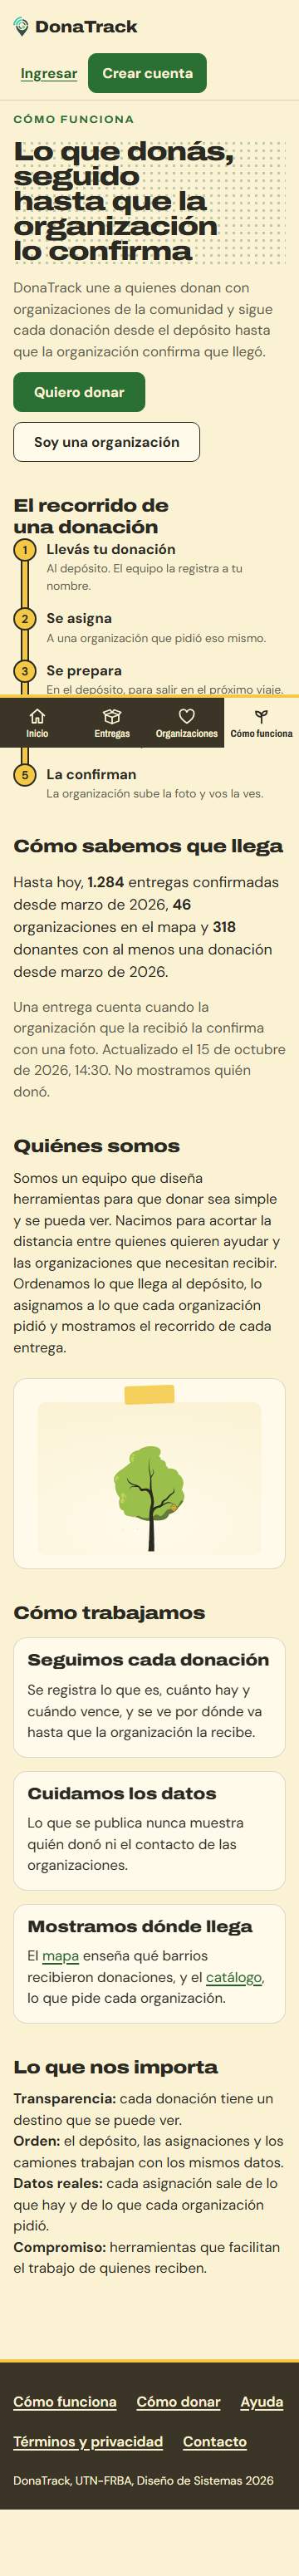 DonaTrack
Ingresar
Crear cuenta
CÓMO FUNCIONA
Lo que donás,
seguido
hasta que la
organización
lo confirma
DonaTrack une a quienes donan con
organizaciones de la comunidad y sigue
cada donación desde el depósito hasta
que la organización confirma que llegó.
Quiero donar
Soy una organización
El recorrido de
una donación
1 Llevás tu donación
Al depósito. El equipo la registra a tu
nombre.
2 Se asigna
A una organización que pidió eso mismo.
3 Se prepara
En el depósito, para salir en el próximo viaje.
Inicio
Entregas
Organizaciones
Cómo funciona
5 La confirman
La organización sube la foto y vos la ves.
Cómo sabemos que llega
Hasta hoy, 1.284 entregas confirmadas
desde marzo de 2026, 46
organizaciones en el mapa y 318
donantes con al menos una donación
desde marzo de 2026.
Una entrega cuenta cuando la
organización que la recibió la confirma
con una foto. Actualizado el 15 de octubre
de 2026, 14:30. No mostramos quién
donó.
Quiénes somos
Somos un equipo que diseña
herramientas para que donar sea simple
y se pueda ver. Nacimos para acortar la
distancia entre quienes quieren ayudar y
las organizaciones que necesitan recibir.
Ordenamos lo que llega al depósito, lo
asignamos a lo que cada organización
pidió y mostramos el recorrido de cada
entrega.
Cómo trabajamos
Seguimos cada donación
Se registra lo que es, cuánto hay y
cuándo vence, y se ve por dónde va
hasta que la organización la recibe.
Cuidamos los datos
Lo que se publica nunca muestra
quién donó ni el contacto de las
organizaciones.
Mostramos dónde llega
El mapa enseña qué barrios
recibieron donaciones, y el catálogo,
lo que pide cada organización.
Lo que nos importa
Transparencia: cada donación tiene un
destino que se puede ver.
Orden: el depósito, las asignaciones y los
camiones trabajan con los mismos datos.
Datos reales: cada asignación sale de lo
que hay y de lo que cada organización
pidió.
Compromiso: herramientas que facilitan
el trabajo de quienes reciben.
Cómo funciona
Cómo donar
Ayuda
Términos y privacidad
Contacto
DonaTrack, UTN-FRBA, Diseño de Sistemas 2026